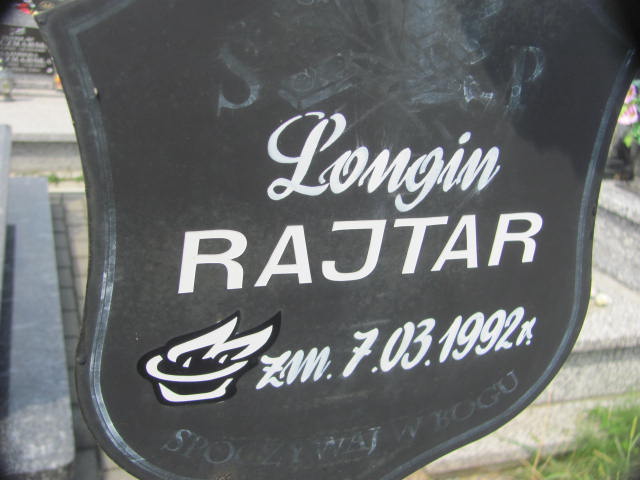 Longin
RAJTAR
zm. 7.03.1992 r.
SPOCZYWAJ W BOGU